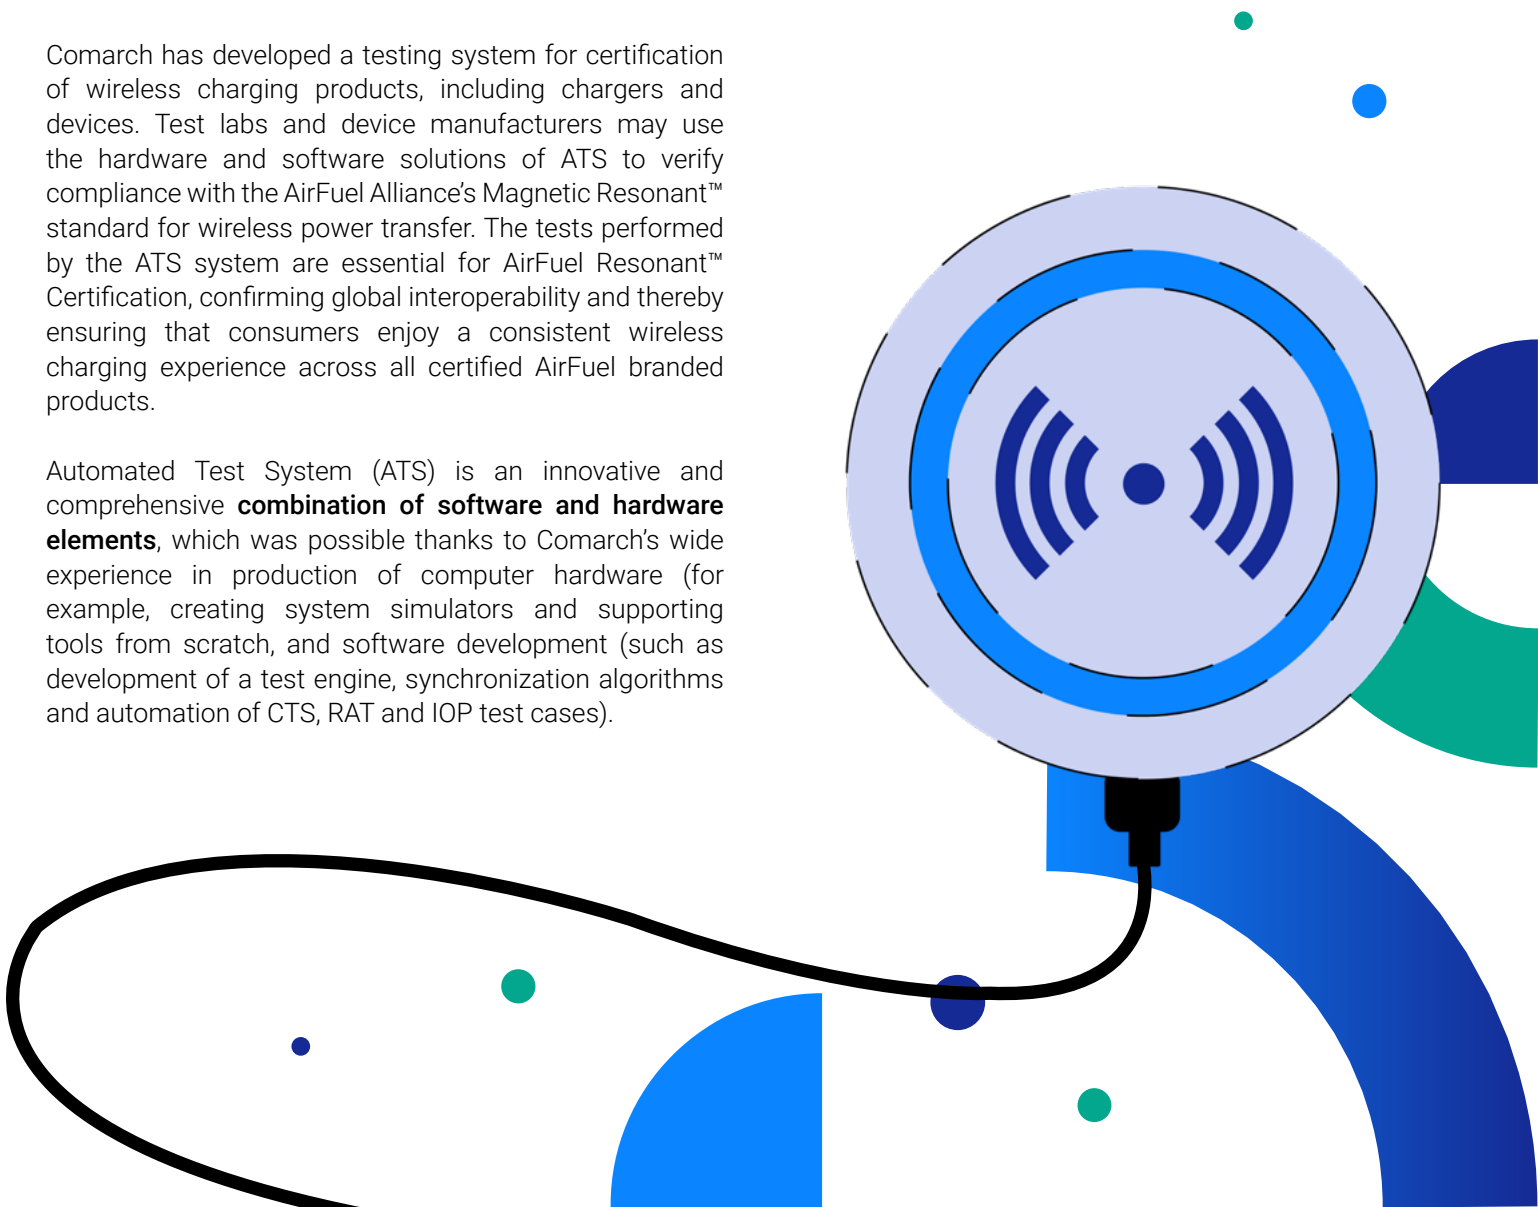 Comarch has developed a testing system for certification
of wireless charging products, including chargers and
devices. Test labs and device manufacturers may use
the hardware and software solutions of ATS to verify
compliance with the AirFuel Alliance's Magnetic Resonant™
standard for wireless power transfer. The tests performed
by the ATS system are essential for AirFuel Resonant™
Certification, confirming global interoperability and thereby
ensuring that consumers enjoy a consistent wireless
charging experience across all certified AirFuel branded
products.
Automated Test System (ATS) is an innovative and
comprehensive combination of software and hardware
elements, which was possible thanks to Comarch's wide
experience in production of computer hardware (for
example, creating system simulators and supporting
tools from scratch, and software development (such as
development of a test engine, synchronization algorithms
and automation of CTS, RAT and IOP test cases).